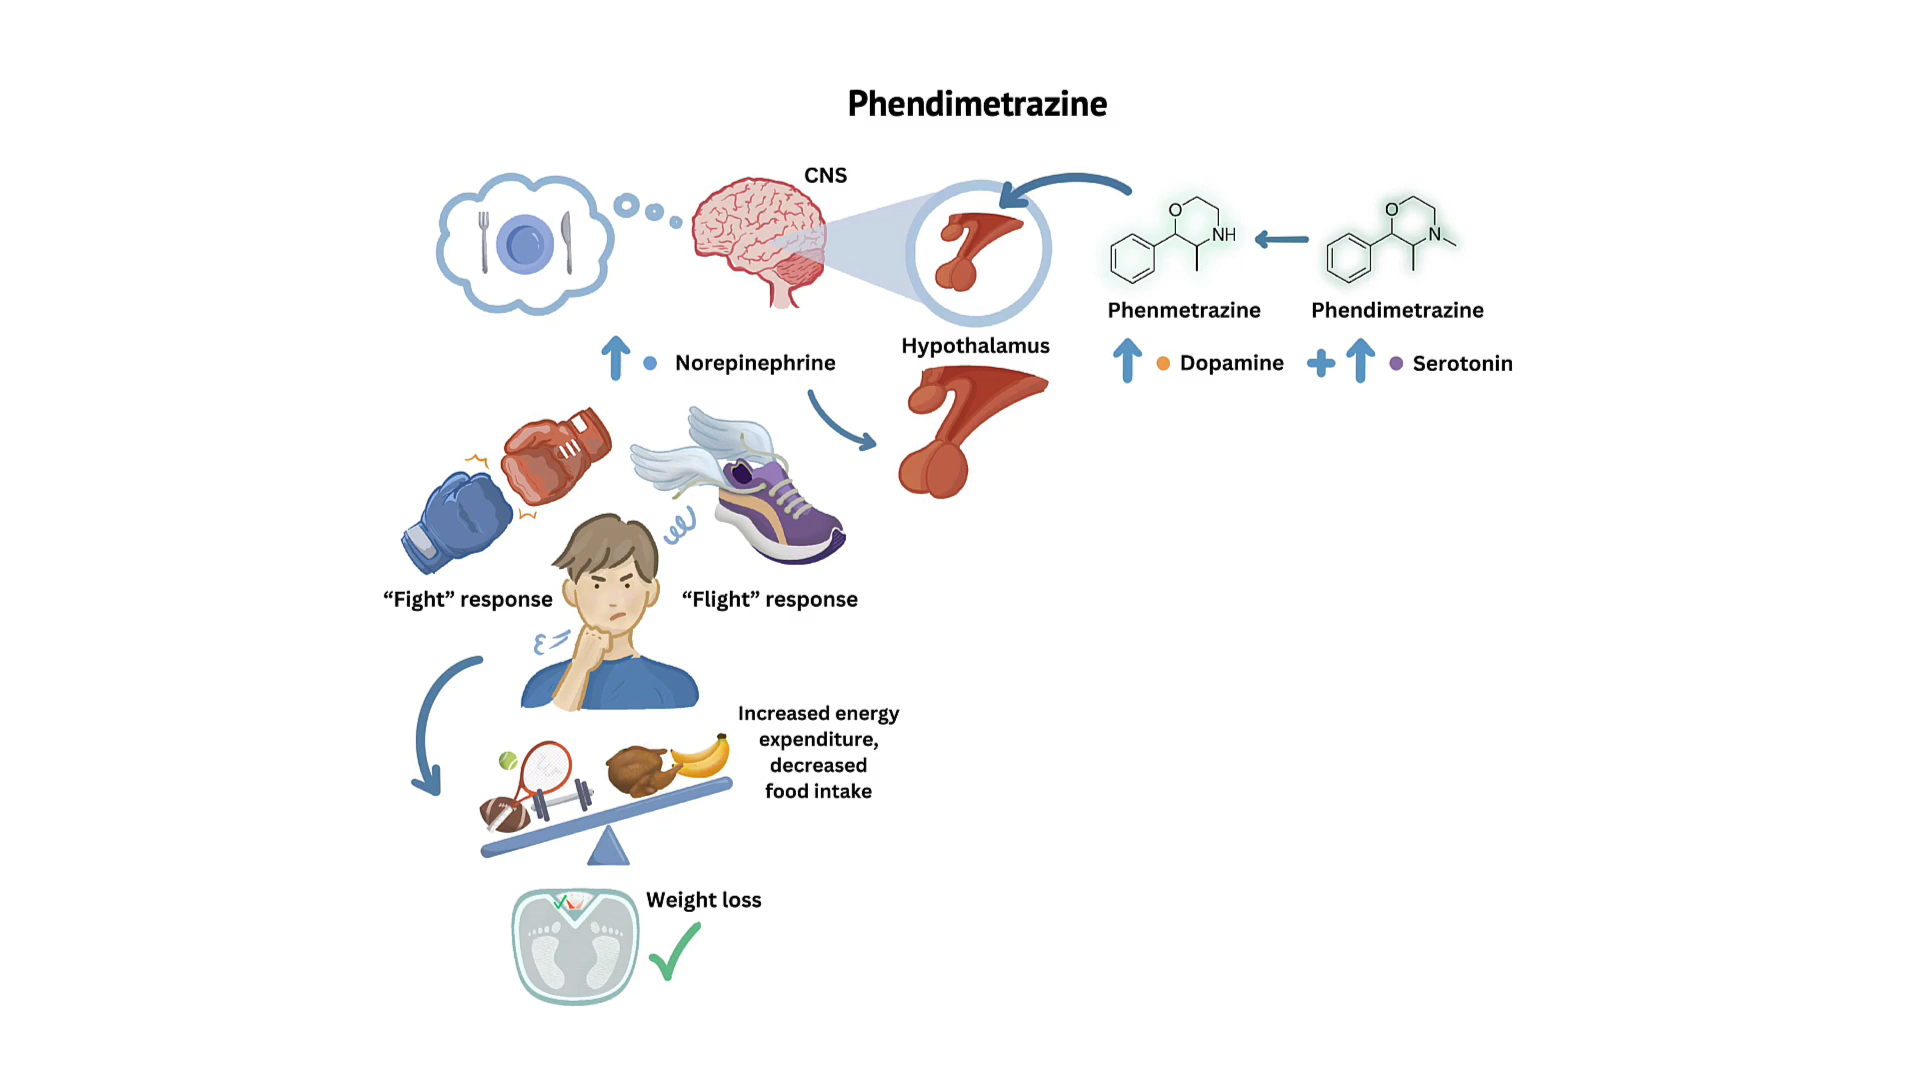 Phendimetrazine
CNS
O
NH
O
N
Phenmetrazine
Phendimetrazine
Hypothalamus
Norepinephrine
Dopamine
Serotonin
“Fight” response
“Flight” response
Increased energy
expenditure,
decreased
food intake
Weight loss